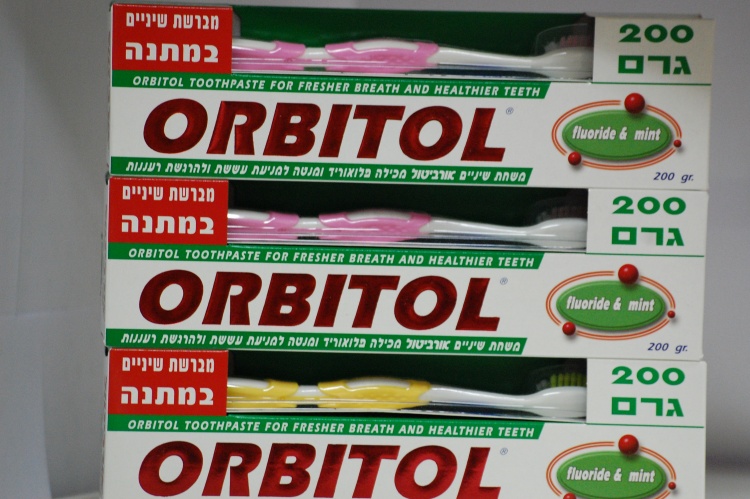 מברשת שיניים
במתנה
200
גרם
ORBITOL TOOTHPASTE FOR FRESHER BREATH AND HEALTHIER TEETH
ORBITOL®
fluoride & mint
משחת שיניים אורביטול מכילה פלואוריד ומנטה למניעת עששת ולהרגשת רעננות
200 gr.
מברשת שיניים
במתנה
200
גרם
ORBITOL TOOTHPASTE FOR FRESHER BREATH AND HEALTHIER TEETH
ORBITOL®
fluoride & mint
משחת שיניים אורביטול מכילה פלואוריד ומנטה למניעת עששת ולהרגשת רעננות
200 gr.
מברשת שיניים
במתנה
200
גרם
ORBITOL TOOTHPASTE FOR FRESHER BREATH AND HEALTHIER TEETH
ORBITOL®
fluoride & mint